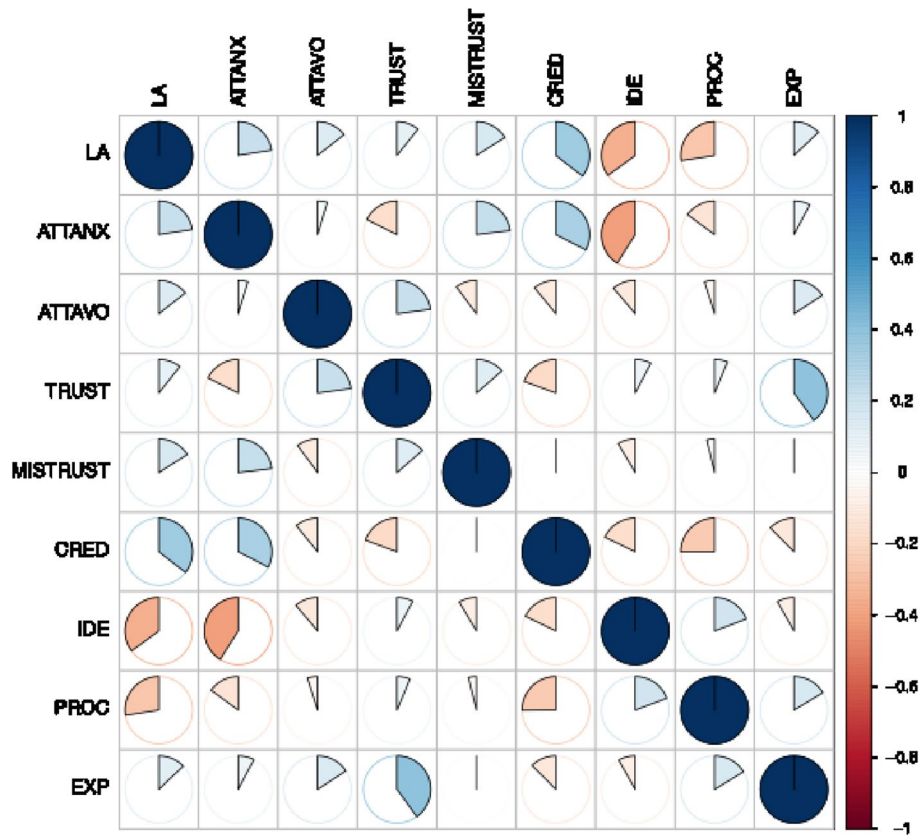 LA ATTANX ATTAVO TRUST MISTRUST CRED IDE PROC EXP
LA
ATTANX
ATTAVO
TRUST
MISTRUST
CRED
IDE
PROC
EXP
1
0.8
0.6
0.4
0.2
0
−0.2
−0.4
−0.6
−0.8
−1